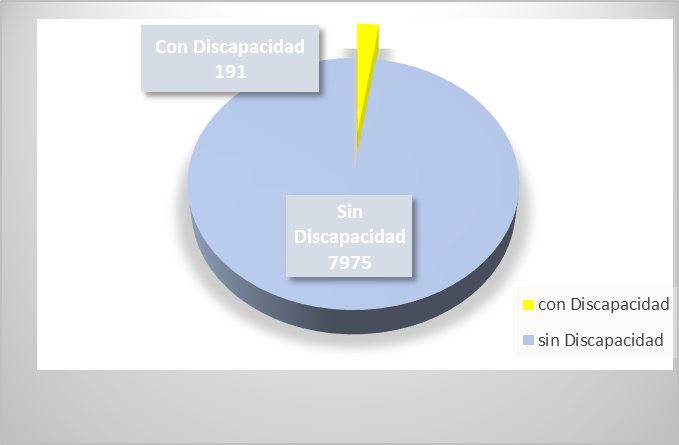 Con Discapacidad
191
Sin
Discapacidad
7975
con Discapacidad
sin Discapacidad